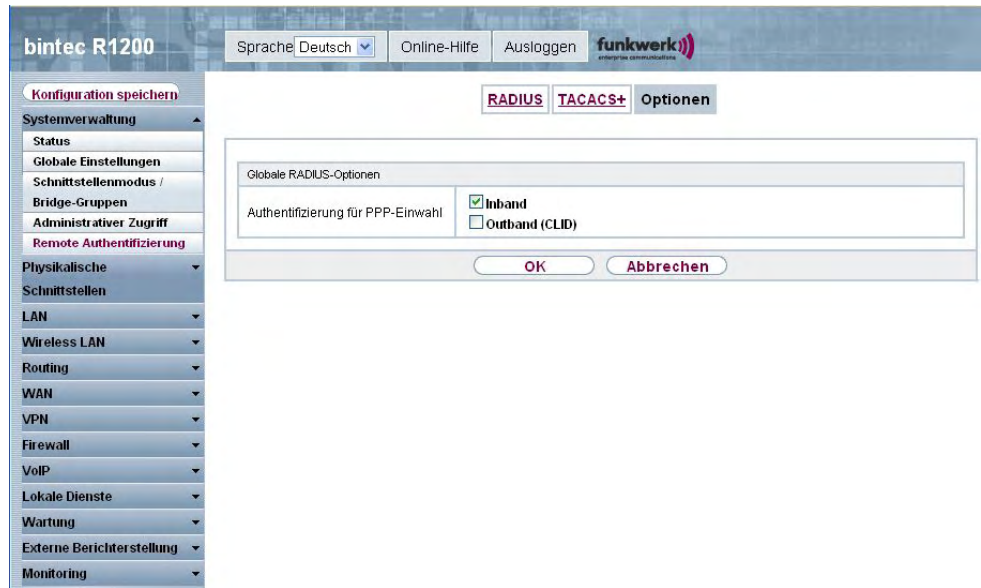 bintec R1200
Sprache Deutsch
Online-Hilfe
Ausloggen
funkwerk
enterprise communications
Konfiguration speichern
Systemverwaltung
Status
Globale Einstellungen
Schnittstellenmodus /
Bridge-Gruppen
Administrativer Zugriff
Remote Authentifizierung
Physikalische
Schnittstellen
LAN
Wireless LAN
Routing
WAN
VPN
Firewall
VoIP
Lokale Dienste
Wartung
Externe Berichterstellung
Monitoring
RADIUS
TACACS+
Optionen
Globale RADIUS-Optionen
Authentifizierung für PPP-Einwahl
Inband
Outband (CLID)
OK
Abbrechen